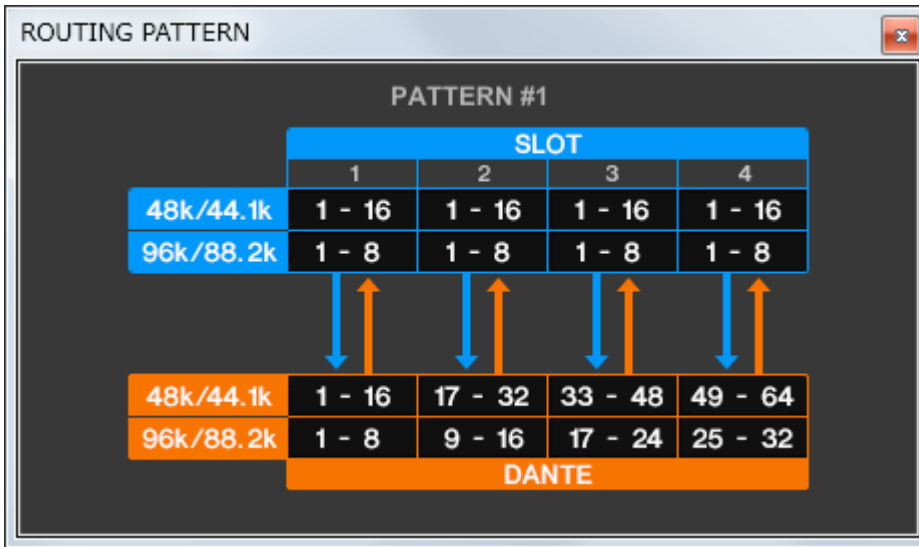 ROUTING PATTERN
x
PATTERN #1
SLOT
1 2 3 4
48k/44.1k 1 - 16 1 - 16 1 - 16 1 - 16
96k/88.2k 1 - 8 1 - 8 1 - 8 1 - 8
48k/44.1k 1 - 16 17 - 32 33 - 48 49 - 64
96k/88.2k 1 - 8 9 - 16 17 - 24 25 - 32
DANTE